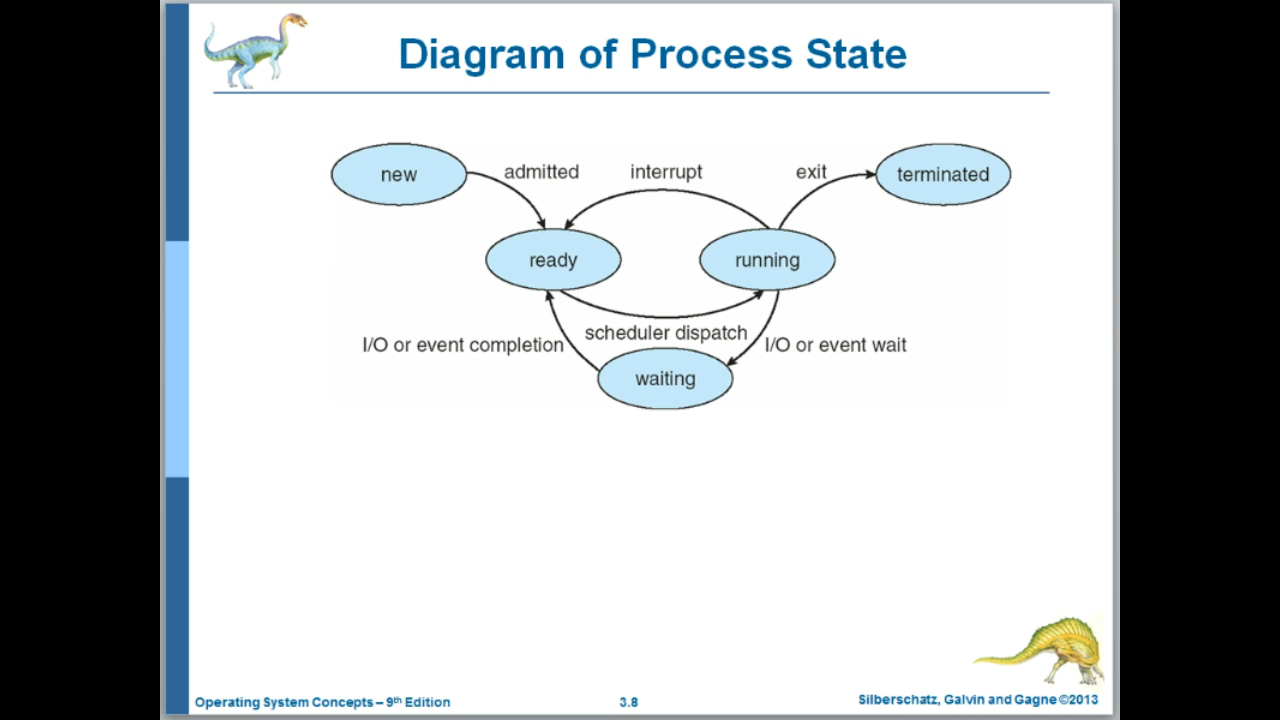 Diagram of Process State
new
admitted
interrupt
exit
terminated
ready
running
scheduler dispatch
I/O or event completion
I/O or event wait
waiting
Operating System Concepts – 9th Edition
3.8
Silberschatz, Galvin and Gagne ©2013